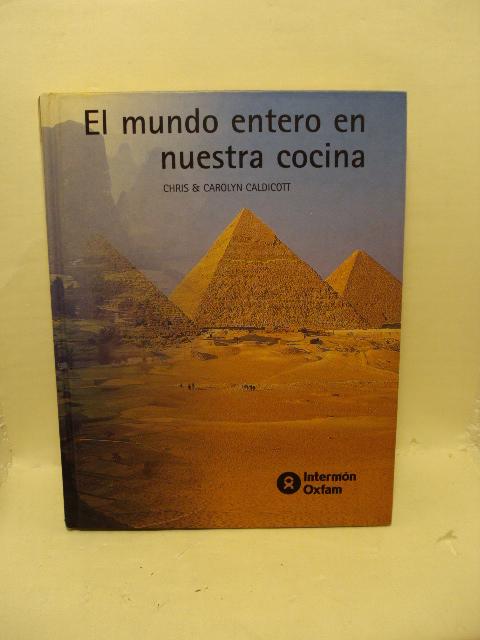 El mundo entero en
nuestra cocina
CHRIS & CAROLYN CALDICOTT
Intermón
Oxfam